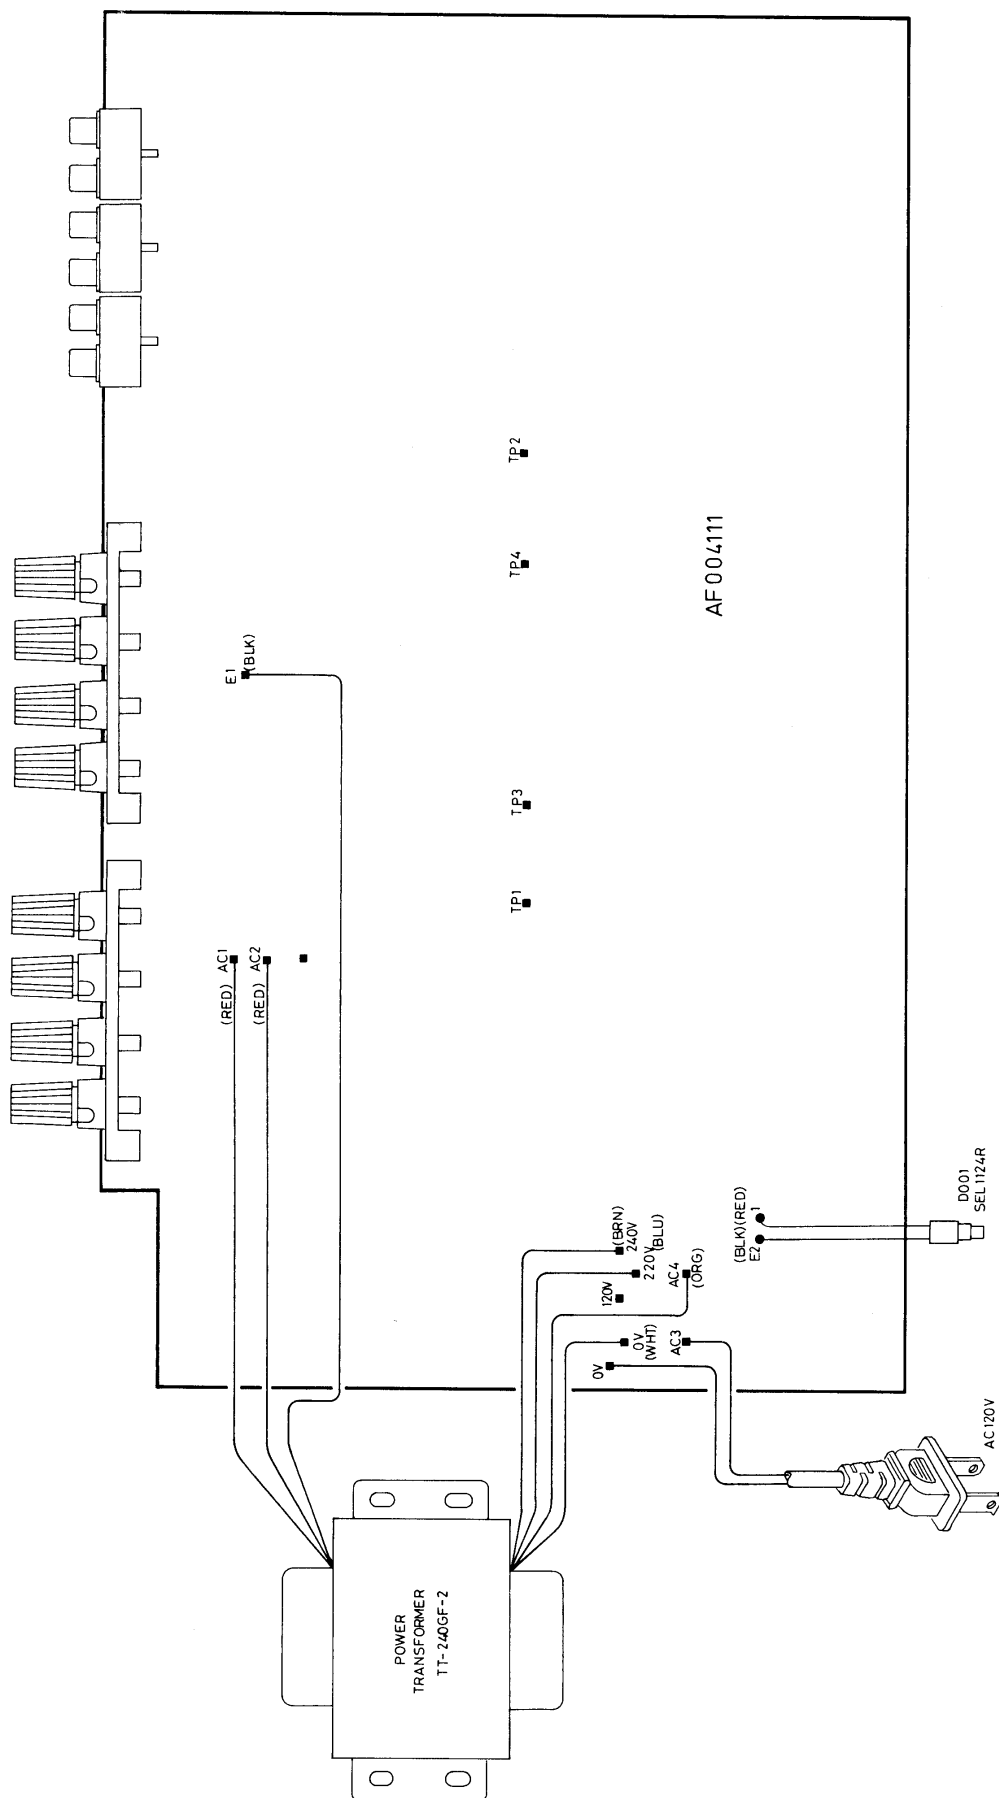 TP2
TP4
AF004111
E1
(BLK)
TP3
TP1
(RED) AC1
(RED) AC2
(BRN)
240V
220V
(BLU)
120V
AC4
(ORG)
0V
(WHT)
AC3
0V
(BLK)(RED)
E2
1
D001
SEL1124R
AC120V
POWER
TRANSFORMER
TT-240GF-2